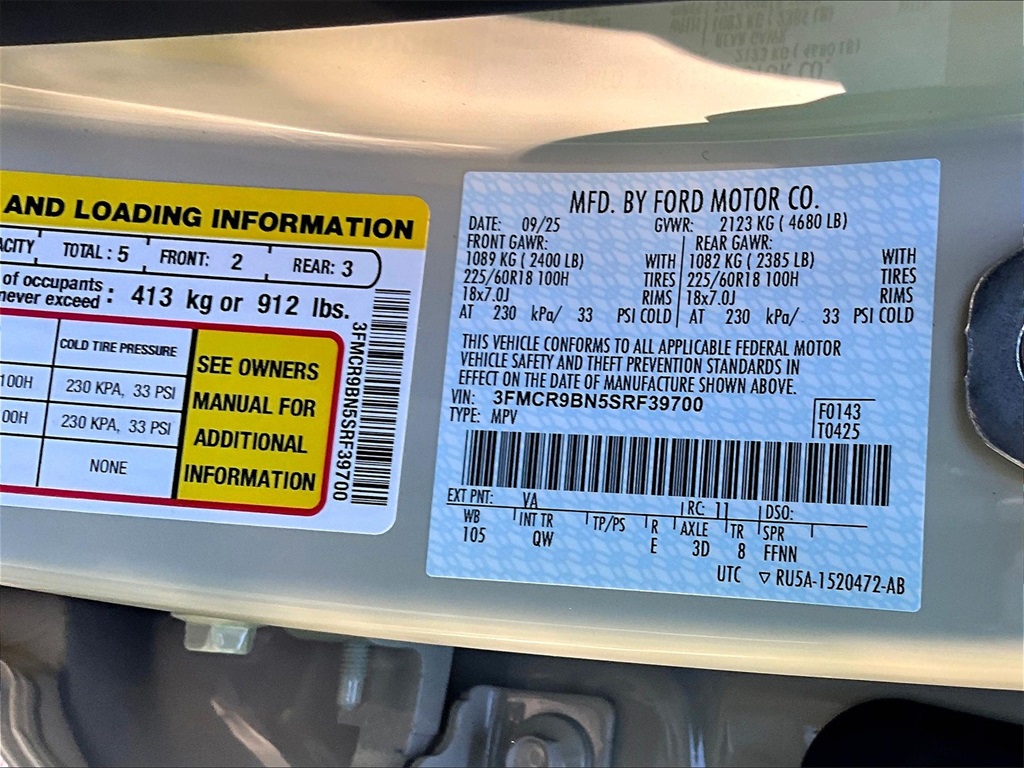 AND LOADING INFORMATION
TOTAL : 5 FRONT: 2 REAR: 3
of occupants
never exceed : 413 kg or 912 lbs.
COLD TIRE PRESSURE
100H 230 KPA, 33 PSI
00H 230 KPA, 33 PSI
NONE
SEE OWNERS
MANUAL FOR
ADDITIONAL
INFORMATION
3FMCR9BN5SRF39700
MFD. BY FORD MOTOR CO.
DATE: 09/25 GVWR: 2123 KG ( 4680 LB)
FRONT GAWR: REAR GAWR:
1089 KG ( 2400 LB) WITH 1082 KG ( 2385 LB) WITH
225/60R18 100H TIRES 225/60R18 100H TIRES
18x7.0J RIMS 18x7.0J RIMS
AT 230 kPa/ 33 PSI COLD AT 230 kPa/ 33 PSI COLD
THIS VEHICLE CONFORMS TO ALL APPLICABLE FEDERAL MOTOR
VEHICLE SAFETY AND THEFT PREVENTION STANDARDS IN
EFFECT ON THE DATE OF MANUFACTURE SHOWN ABOVE.
VIN: 3FMCR9BN5SRF39700
TYPE: MPV
F0143
T0425
EXT PNT: VA RC: 11 DSO:
WB INT TR TP/PS R AXLE TR SPR
105 QW E 3D 8 FFNN
UTC ▽ RU5A-1520472-AB